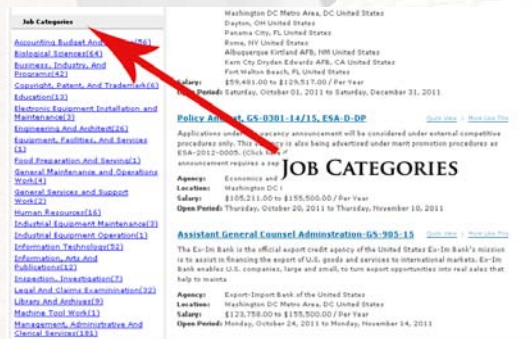 Job Categories
Accounting Budget And (56)
Biological Sciences(64)
Business, Industry, And
Programs(42)
Copyright, Patent, And Trademark(6)
Education(13)
Electronic Equipment Installation and
Maintenance(3)
Engineering And Architect(26)
Equipment, Facilities, And Services
(1)
Food Preparation And Serving(1)
General Maintenance and Operations
Work(4)
General Services and Support
Work(2)
Human Resources(16)
Industrial Equipment Maintenance(3)
Industrial Equipment Operation(1)
Information Technology(52)
Information, Arts And
Publications(12)
Inspection, Investigation(7)
Legal And Claims Examinination(32)
Library And Archives(9)
Machine Tool Work(1)
Management, Administrative And
Clerical Services(181)
Washington DC Metro Area, DC United States
Dayton, OH United States
Panama City, FL United States
Rome, NY United States
Albuquerque Kirtland AFB, NM United States
Kern Cty Dryden Edwards AFB, CA United States
Fort Walton Beach, FL United States
Salary: $59,481.00 to $129,517.00 / Per Year
Open Period: Saturday, October 01, 2011 to Saturday, December 31, 2011
Policy An st, GS-0301-14/15, ESA-D-DP Quick View | More Like This
Applications under vacancy announcement will be considered under external competitive
procedures only. This is also being advertised under merit promotion procedures as
ESA-2012-0005. (Click here
announcement requires a sep
JOB CATEGORIES
Agency: Economics and
Location: Washington DC
Salary: $105,211.00 to $155,500.00 / Per Year
Open Period: Thursday, October 20, 2011 to Thursday, November 10, 2011
Assistant General Counsel Adminstration-GS-905-15 Quick View | More Like This
The Ex-Im Bank is the official export credit agency of the United States Ex-Im Bank's mission
is to assist in financing the export of U.S. goods and services to international markets. Ex-Im
Bank enables U.S. companies, large and small, to turn export opportunities into real sales that
help to mainta
Agency: Export-Import Bank of the United States
Location: Washington DC Metro Area, DC United States
Salary: $123,758.00 to $155,500.00 / Per Year
Open Period: Monday, October 24, 2011 to Monday, November 14, 2011